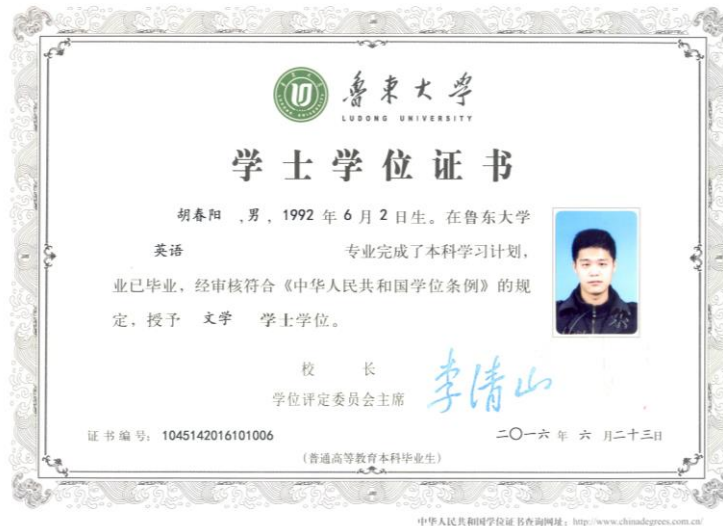 鲁东大学
LUDONG UNIVERSITY
学士学位证书
胡春阳 ,男, 1992 年 6 月 2 日生。在鲁东大学
英语 专业完成了本科学习计划,
业已毕业, 经审核符合《中华人民共和国学位条例》的规
定, 授予 文学 学士学位。
校 长
学位评定委员会主席 李清山
证书编号: 1045142016101006 二〇一六 年 六 月二十三日
(普通高等教育本科毕业生)
中华人民共和国学位证书查询网址: http://www.chinadegrees.com.cn/